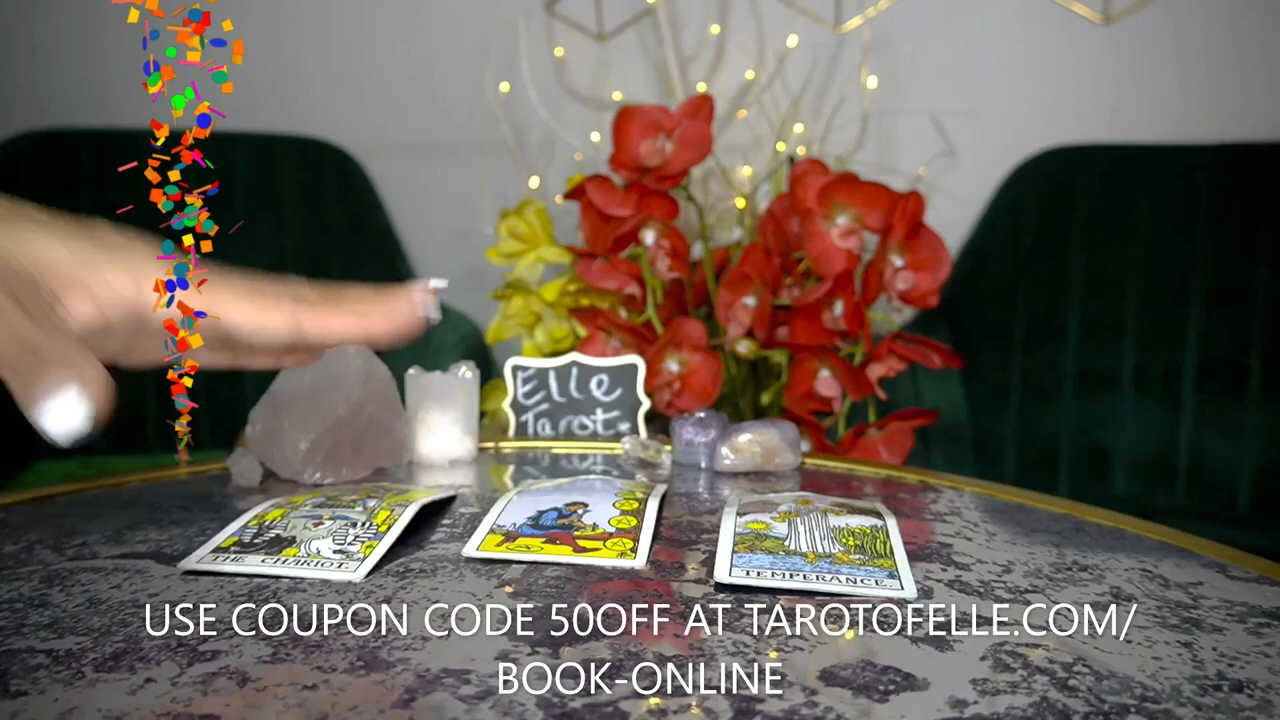 Elle
Tarot.
THE CHARIOT.
TEMPERANCE.
USE COUPON CODE 50OFF AT TAROTOFELLE.COM/
BOOK-ONLINE